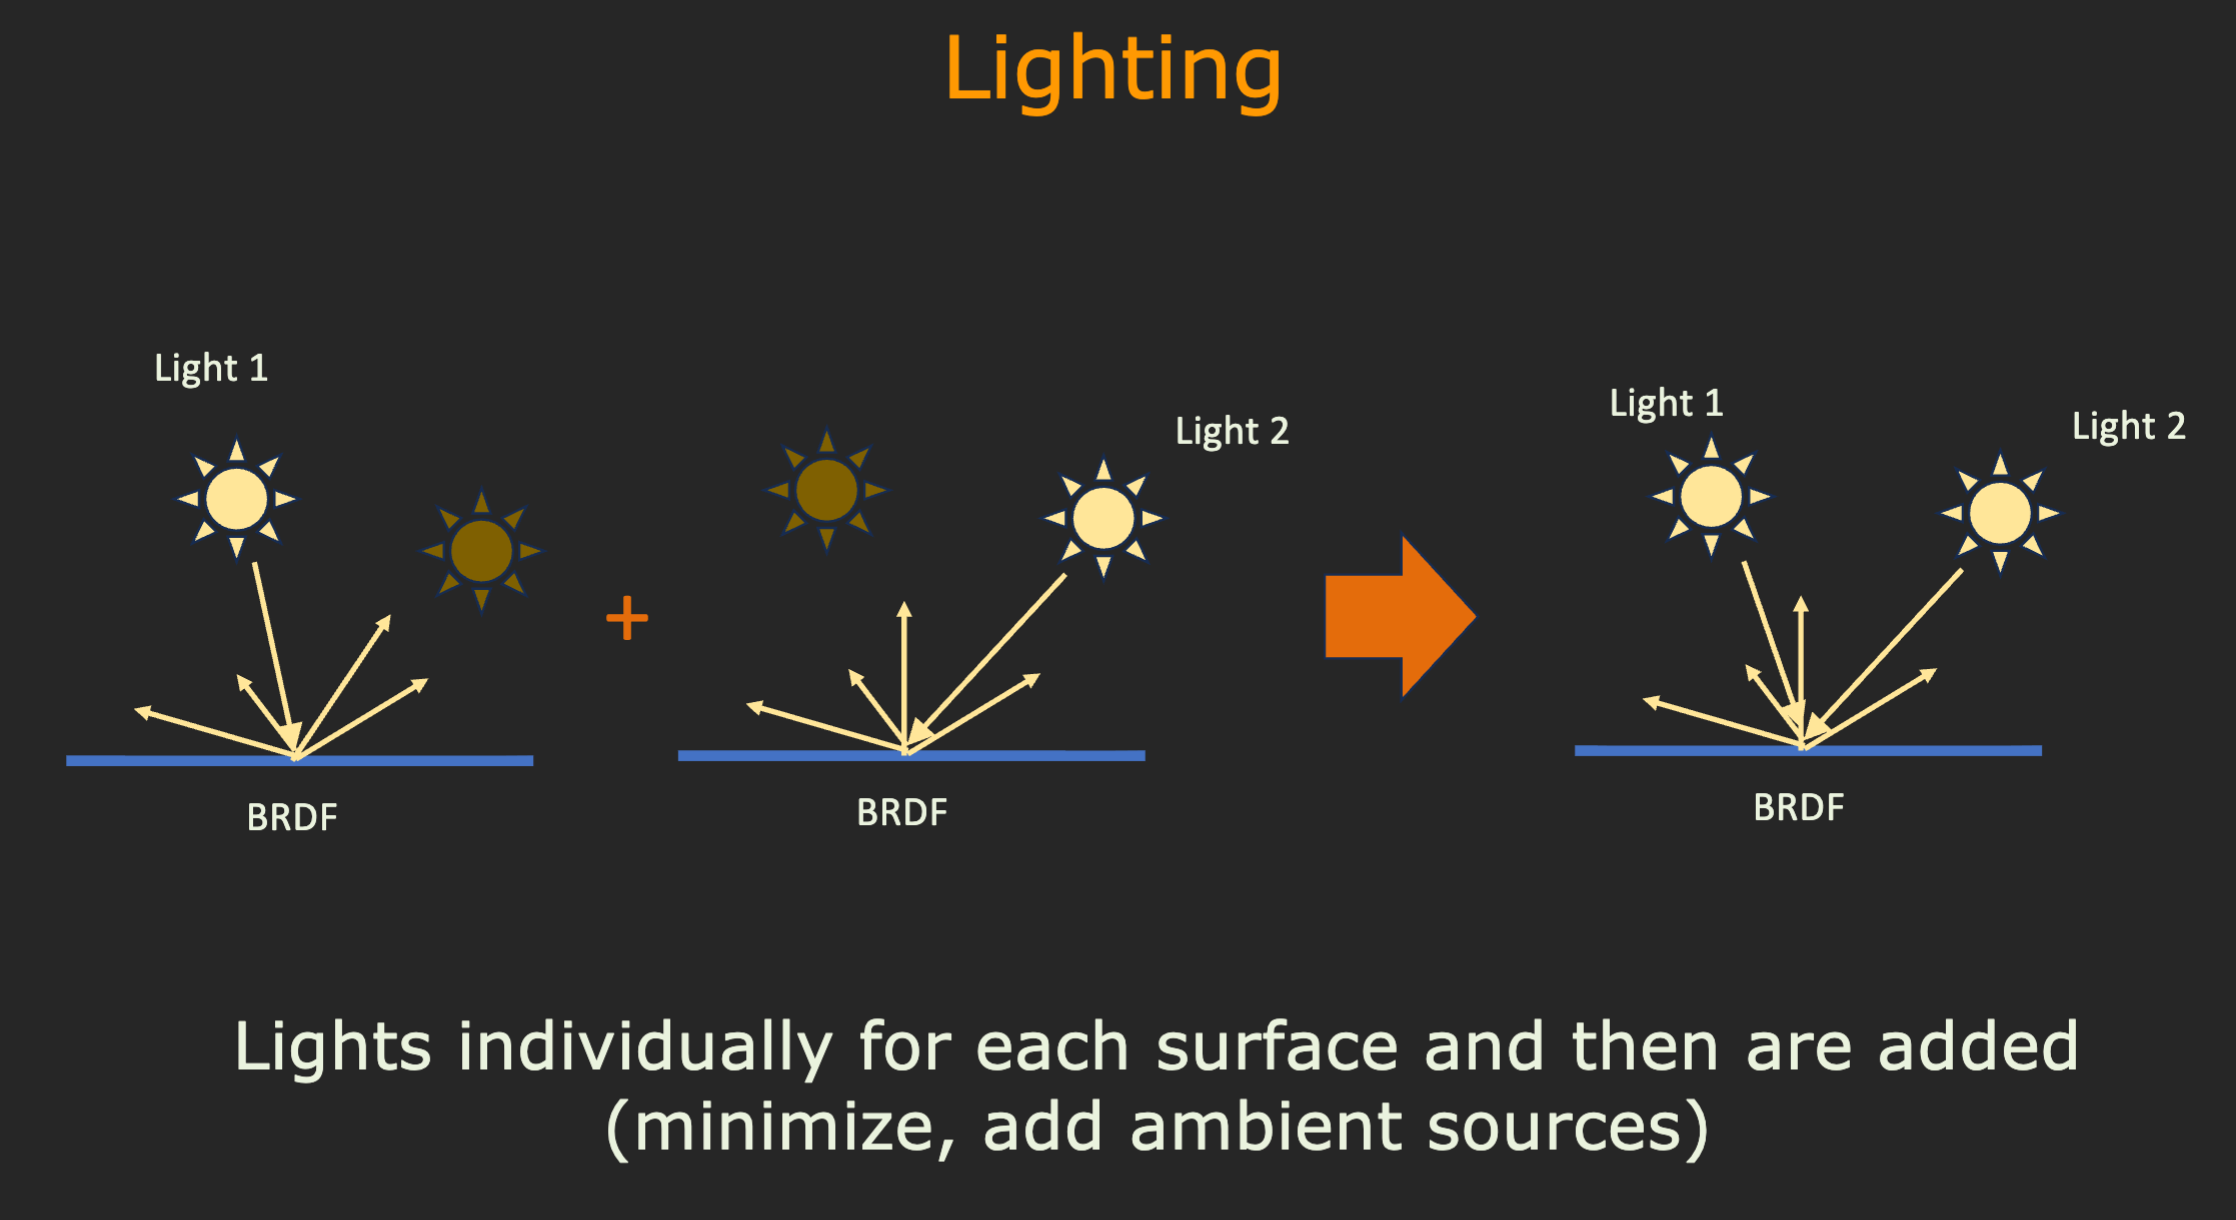 Lighting
Light 1
Light 2
Light 1
Light 2
+
BRDF
BRDF
BRDF
Lights individually for each surface and then are added
(minimize, add ambient sources)